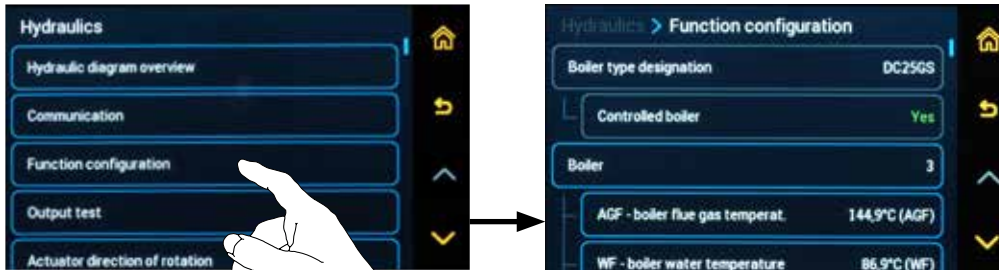 Hydraulics
Hydraulic diagram overview
Communication
Function configuration
Output test
Actuator direction of rotation
Hydraulics > Function configuration
Boiler type designation DC25GS
Controlled boiler Yes
Boiler 3
AGF - boiler flue gas temperat. 144,9°C (AGF)
WF - boiler water temperature 86,9°C (WF)